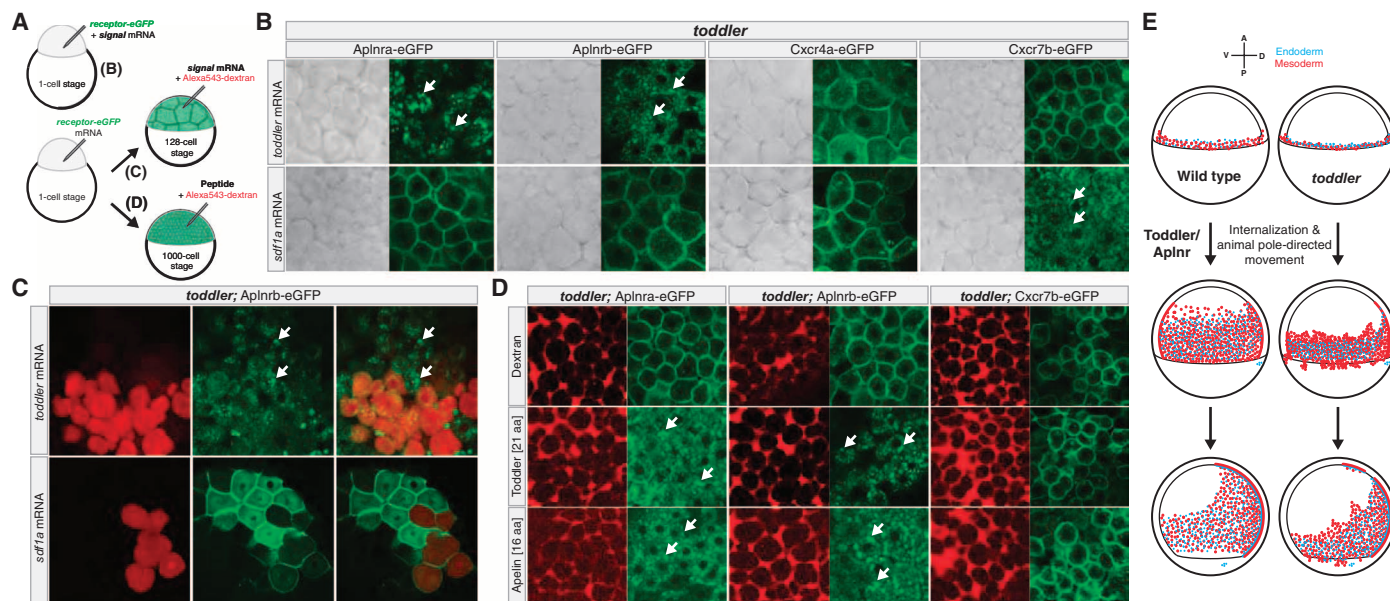 A
receptor-eGFP
+ signal mRNA
1-cell stage
(B)
signal mRNA
+ Alexa543-dextran
128-cell
stage
receptor-eGFP
mRNA
1-cell stage
(C)
(D)
Peptide
+ Alexa543-dextran
1000-cell
stage
B
toddler
Aplnra-eGFP
Aplnrb-eGFP
Cxcr4a-eGFP
Cxcr7b-eGFP
toddler mRNA
sdf1a mRNA
C
toddler; Aplnrb-eGFP
toddler mRNA
sdf1a mRNA
D
toddler; Aplnra-eGFP
toddler; Aplnrb-eGFP
toddler; Cxcr7b-eGFP
Dextran
Toddler [21 aa]
Apelin [16 aa]
E
A
V
D
P
Endoderm
Mesoderm
Wild type
toddler
Toddler/
Aplnr
Internalization &
animal pole-directed
movement